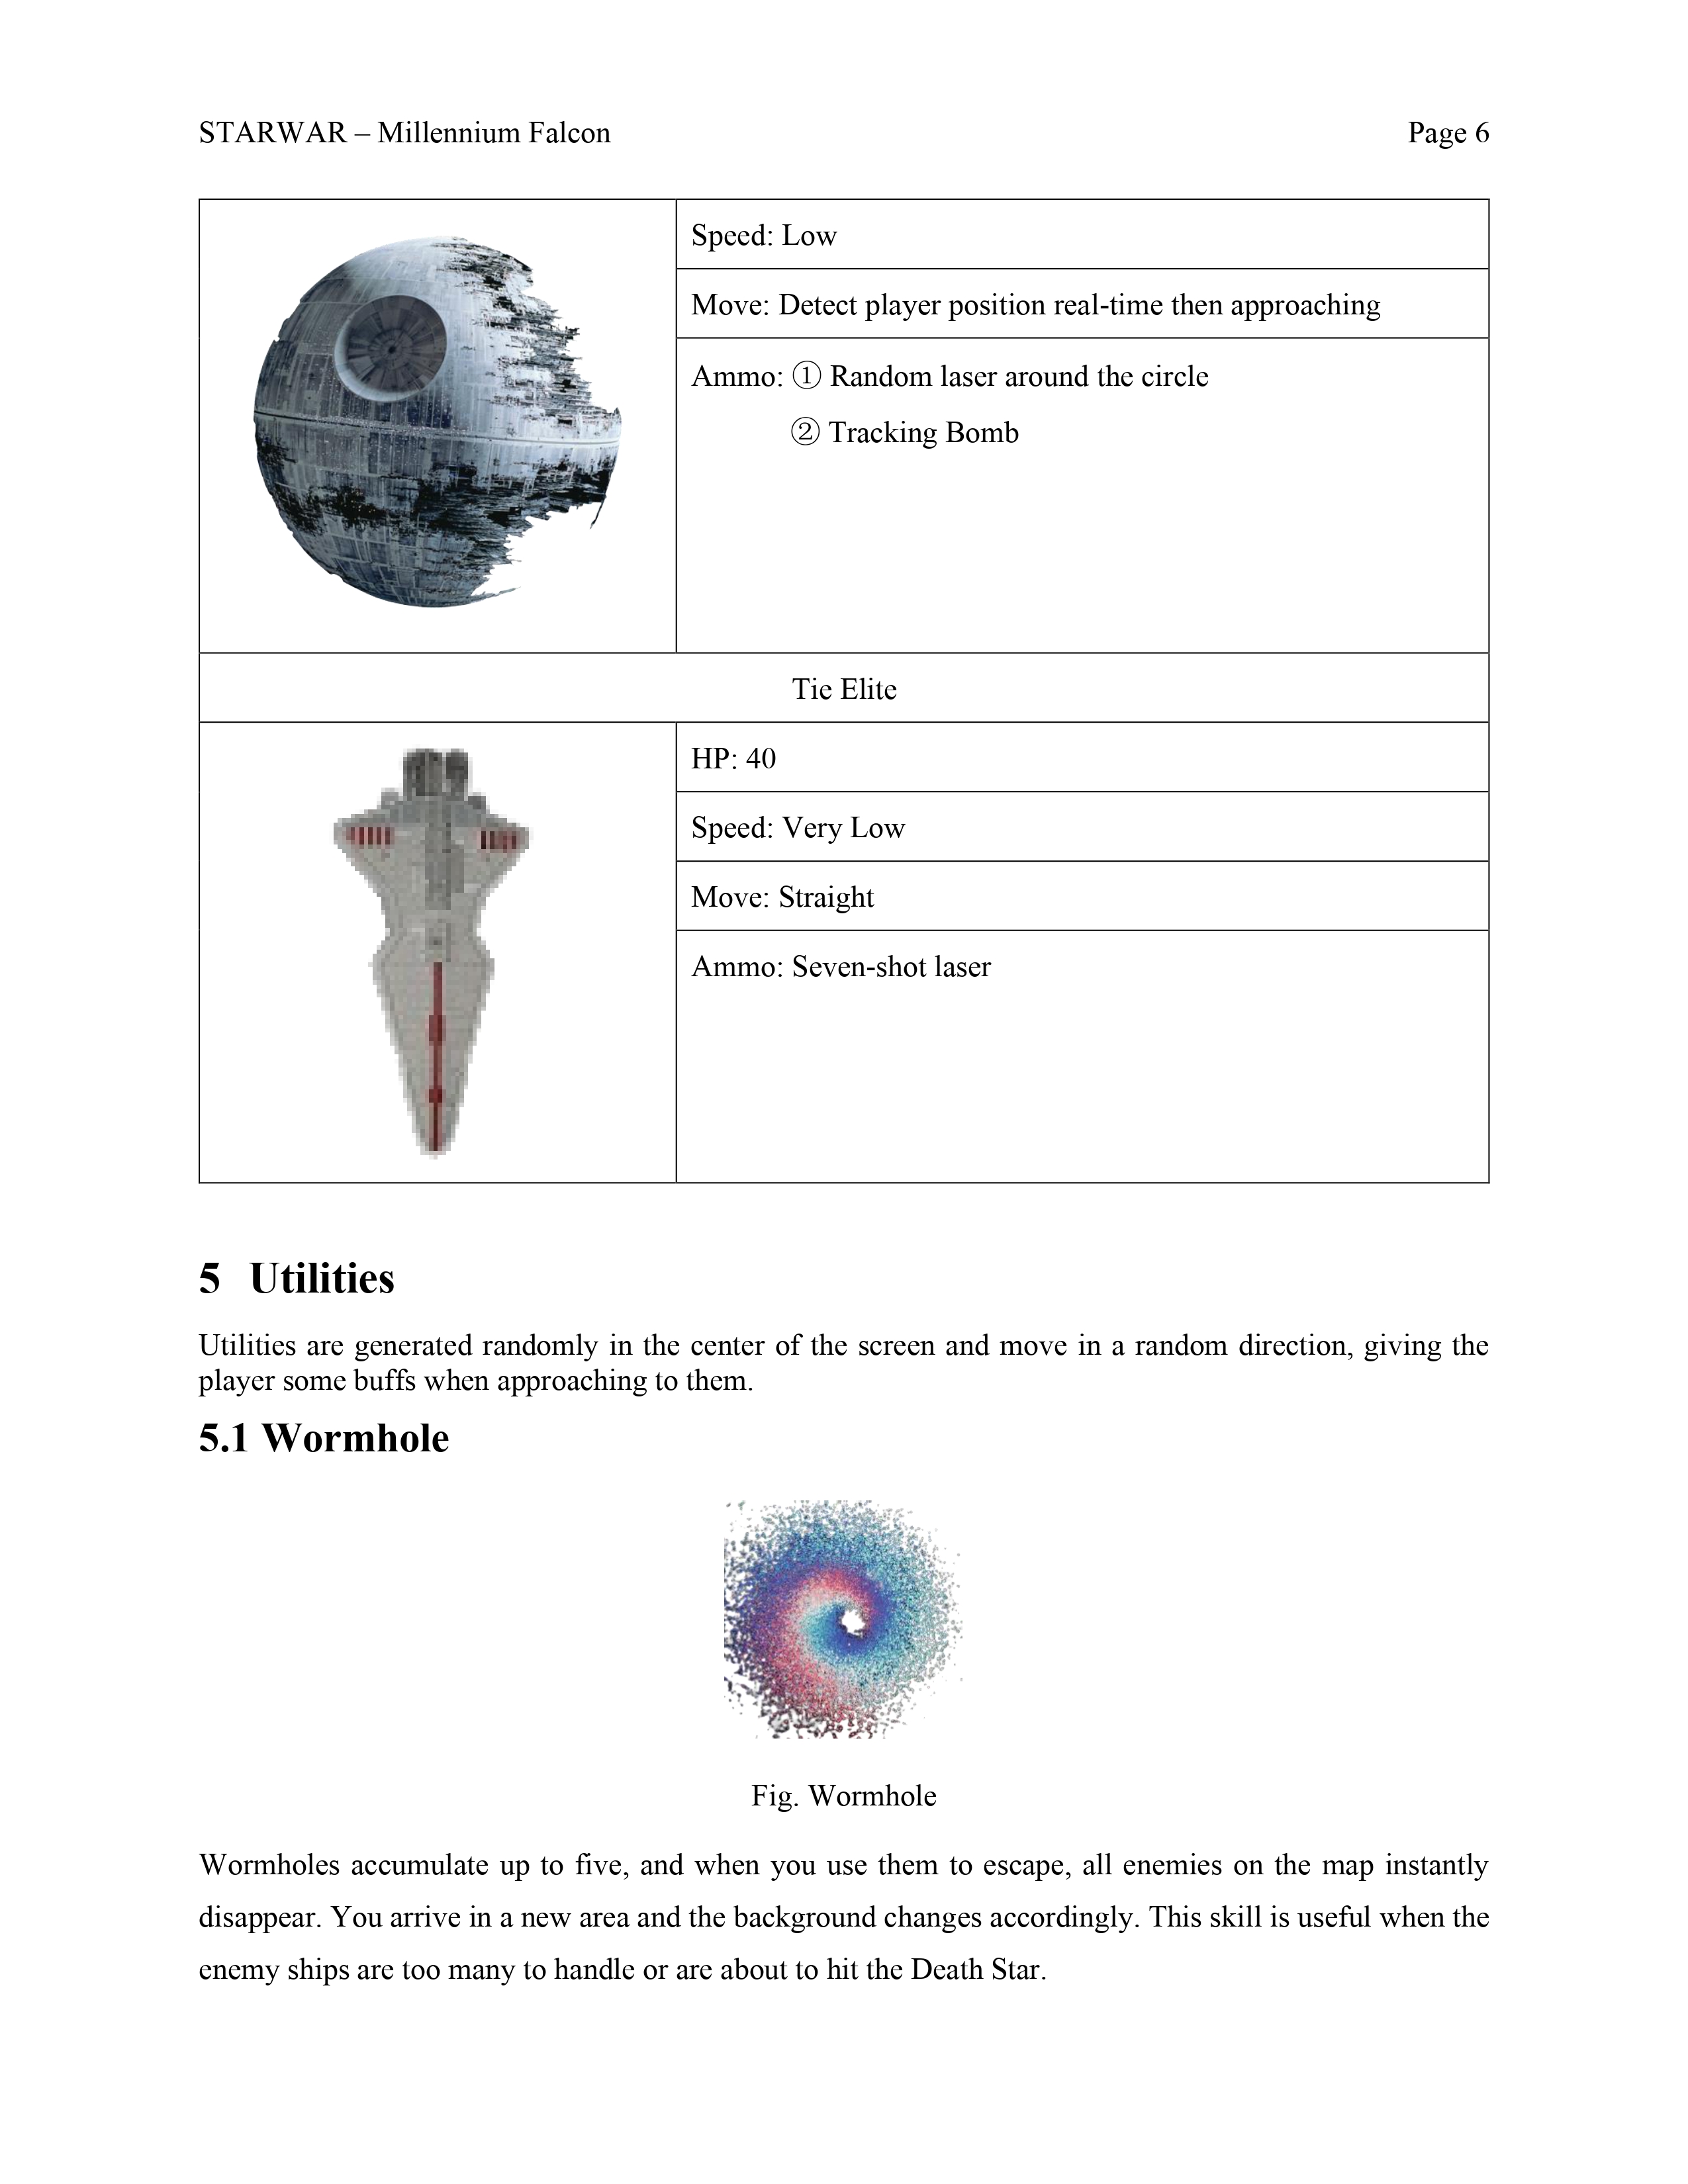 STARWAR – Millennium Falcon Page 6
Speed: Low
Move: Detect player position real-time then approaching
Ammo: ① Random laser around the circle
② Tracking Bomb
Tie Elite
HP: 40
Speed: Very Low
Move: Straight
Ammo: Seven-shot laser
5 Utilities
Utilities are generated randomly in the center of the screen and move in a random direction, giving the
player some buffs when approaching to them.
5.1 Wormhole
Fig. Wormhole
Wormholes accumulate up to five, and when you use them to escape, all enemies on the map instantly
disappear. You arrive in a new area and the background changes accordingly. This skill is useful when the
enemy ships are too many to handle or are about to hit the Death Star.